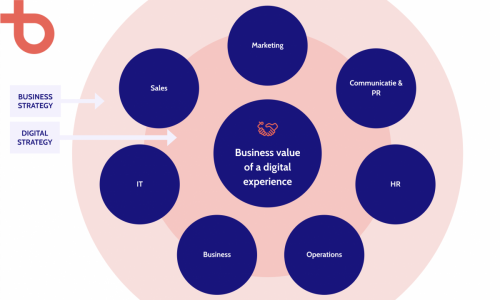 Marketing
Sales
Communicatie &
PR
BUSINESS
STRATEGY
DIGITAL
STRATEGY
Business value
of a digital
experience
IT
HR
Business
Operations